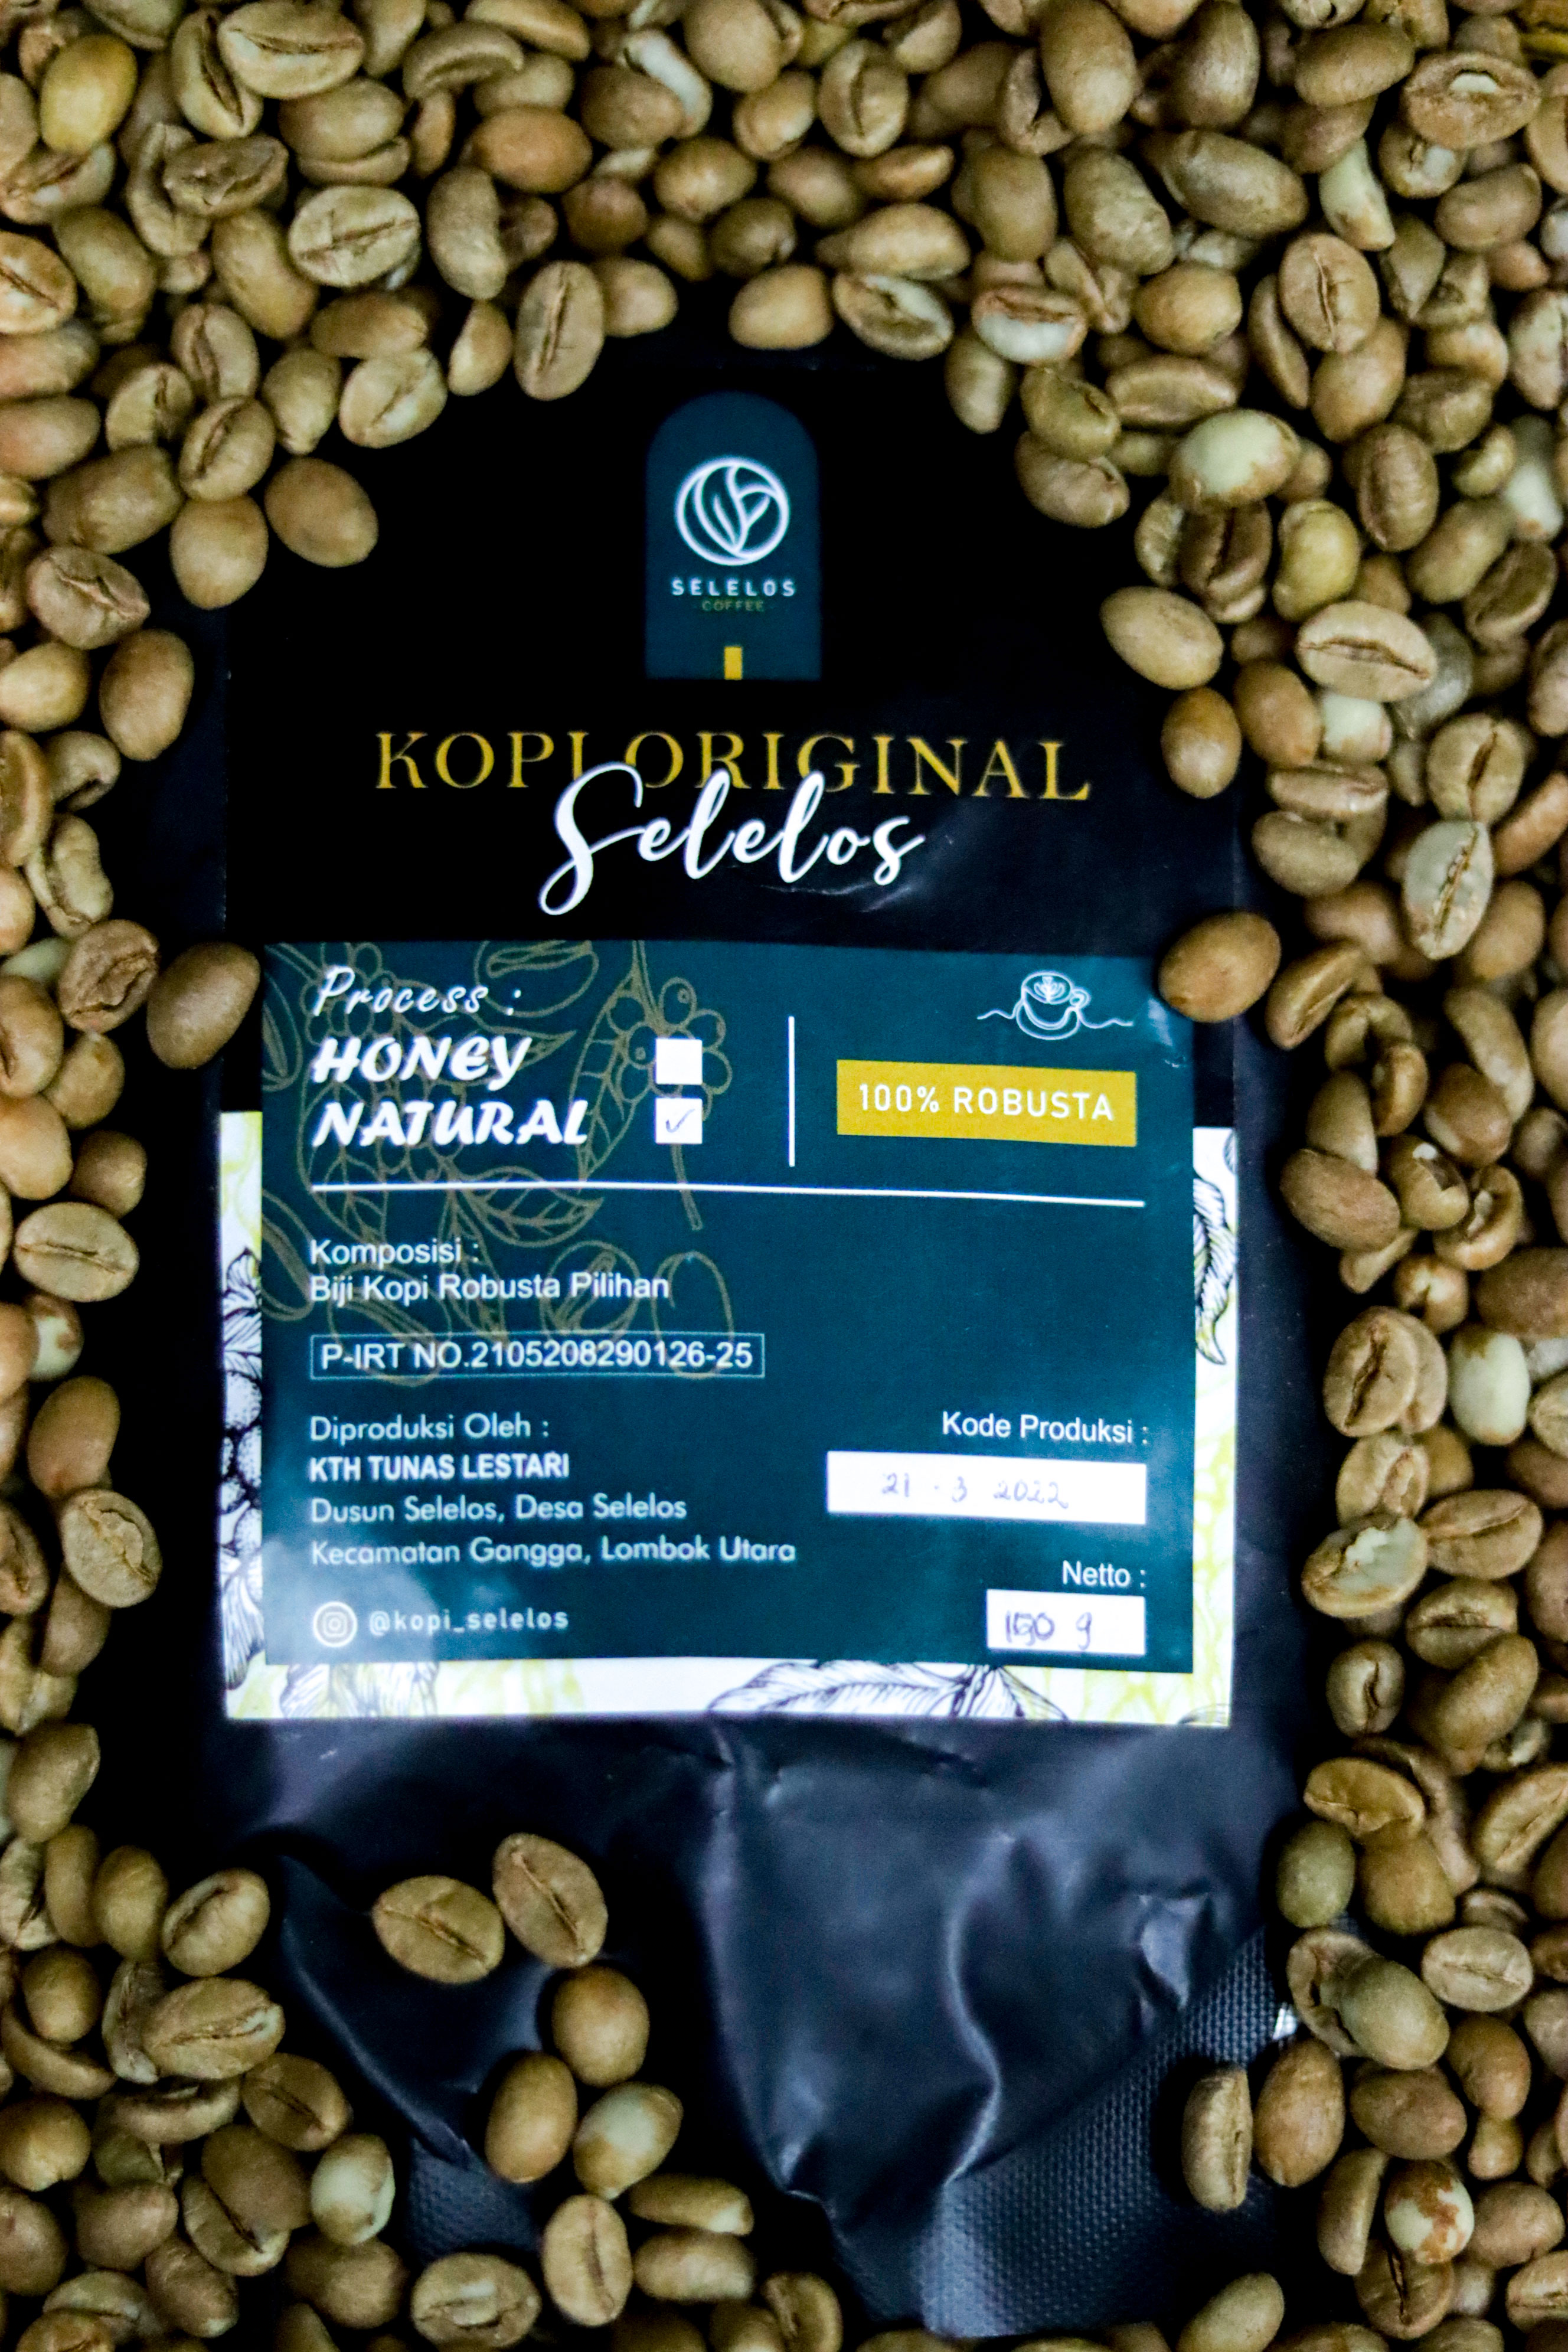 SELELOS
COFFEE
KOPI ORIGINAL
Selelos
Process :
HONEY
NATURAL
100% ROBUSTA
Komposisi :
Biji Kopi Robusta Pilihan
P-IRT NO.2105208290126-25
Diproduksi Oleh :
KTH TUNAS LESTARI
Dusun Selelos, Desa Selelos
Kecamatan Gangga, Lombok Utara
@kopi_selelos
Kode Produksi :
21 - 3 2022
Netto :
g